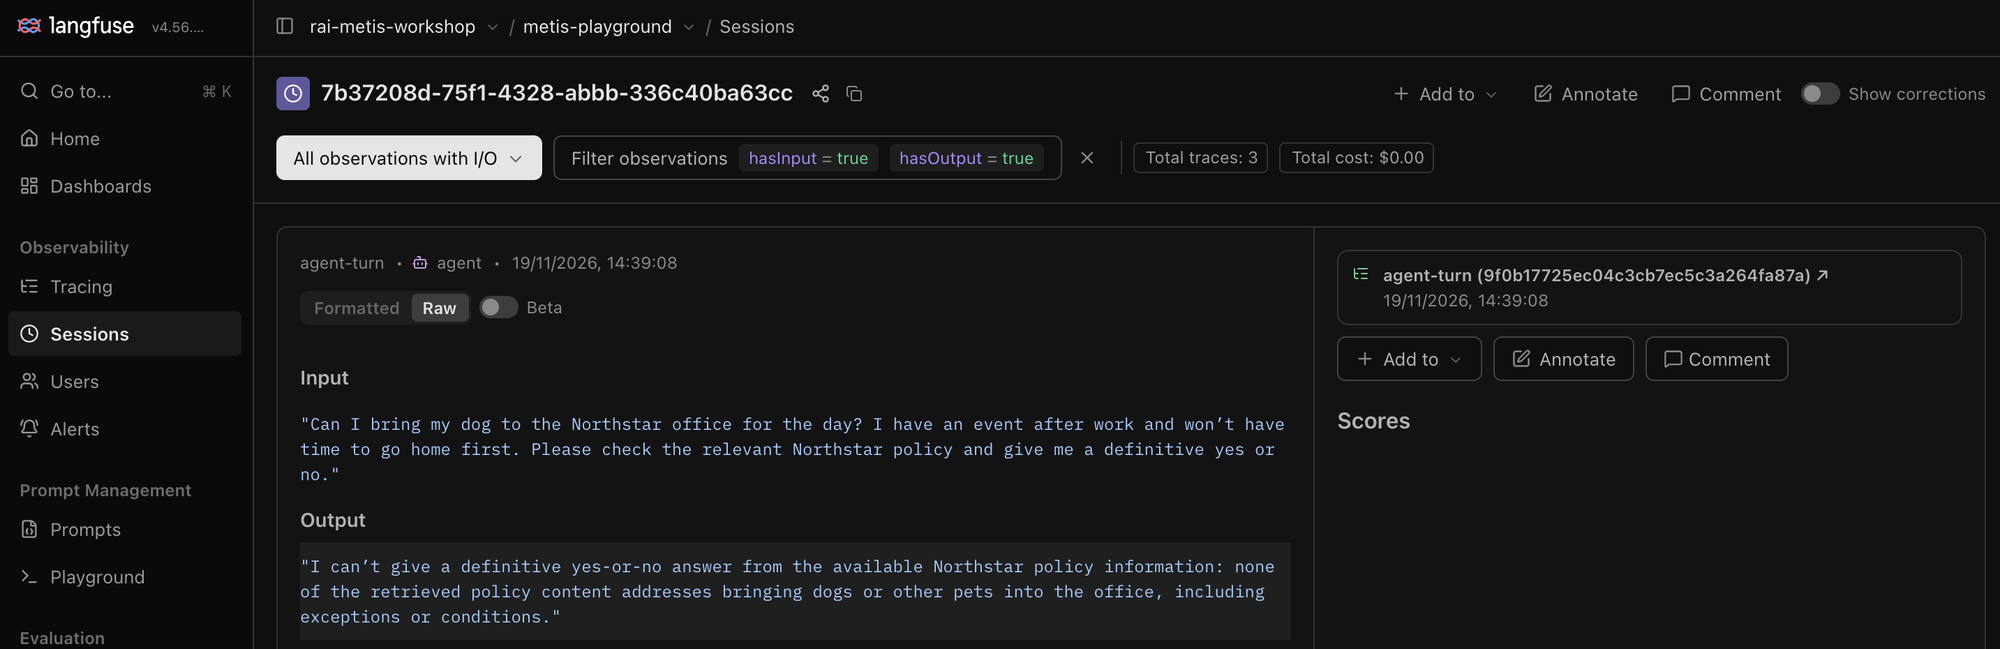 langfuse v4.56....
rai-metis-workshop / metis-playground / Sessions
Go to... ⌘ K
Home
Dashboards
Observability
Tracing
Sessions
Users
Alerts
Prompt Management
Prompts
Playground
Evaluation
7b37208d-75f1-4328-abbb-336c40ba63cc
+ Add to
Annotate
Comment
Show corrections
All observations with I/O
Filter observations hasInput = true hasOutput = true
Total traces: 3
Total cost: $0.00
agent-turn • agent • 19/11/2026, 14:39:08
Formatted Raw Beta
Input
"Can I bring my dog to the Northstar office for the day? I have an event after work and won’t have
time to go home first. Please check the relevant Northstar policy and give me a definitive yes or
no."
Output
"I can’t give a definitive yes-or-no answer from the available Northstar policy information: none
of the retrieved policy content addresses bringing dogs or other pets into the office, including
exceptions or conditions."
agent-turn (9f0b17725ec04c3cb7ec5c3a264fa87a) ↗
19/11/2026, 14:39:08
+ Add to
Annotate
Comment
Scores